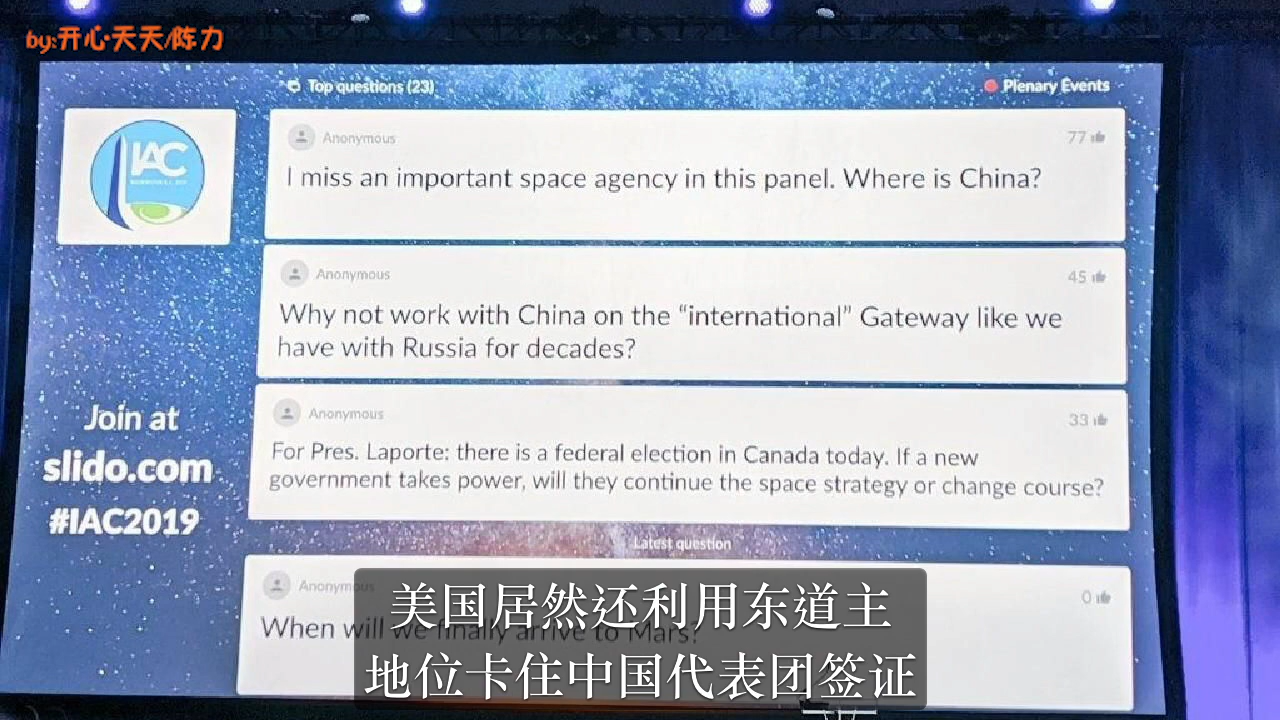 by:开心天天/陈力
Top questions (23)
Plenary Events
IAC
Anonymous
77
I miss an important space agency in this panel. Where is China?
Anonymous
45
Why not work with China on the “international” Gateway like we
have with Russia for decades?
Anonymous
33
For Pres. Laporte: there is a federal election in Canada today. If a new
government takes power, will they continue the space strategy or change course?
Join at
slido.com
#IAC2019
Latest question
Anonymous
0
When will we finally arrive to Mars?
美国居然还利用东道主
地位卡住中国代表团签证